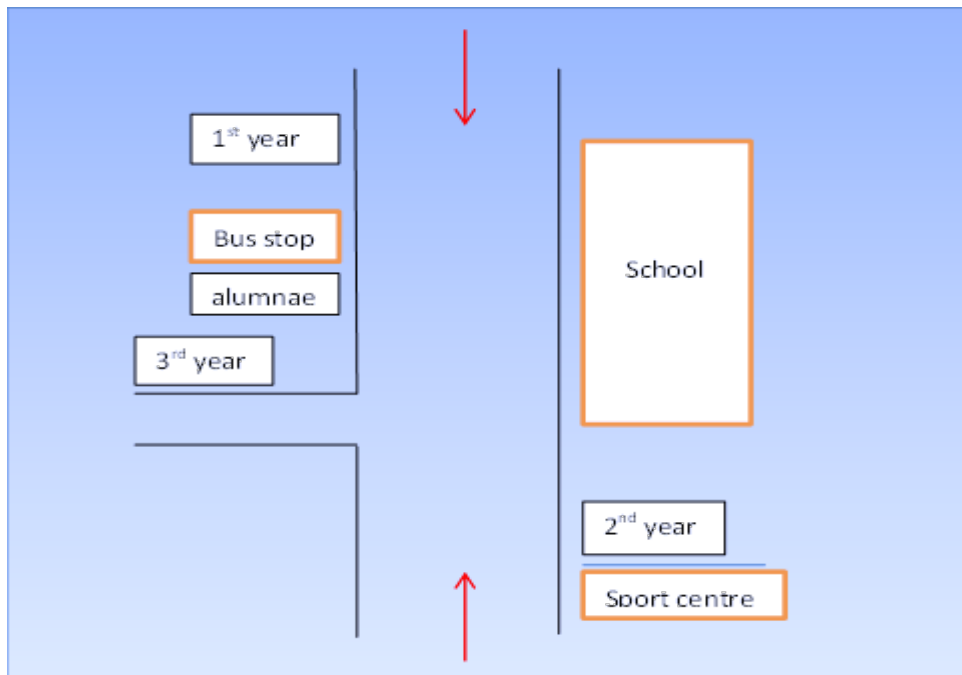 1st year
Bus stop
School
alumnae
3rd year
2nd year
Sport centre